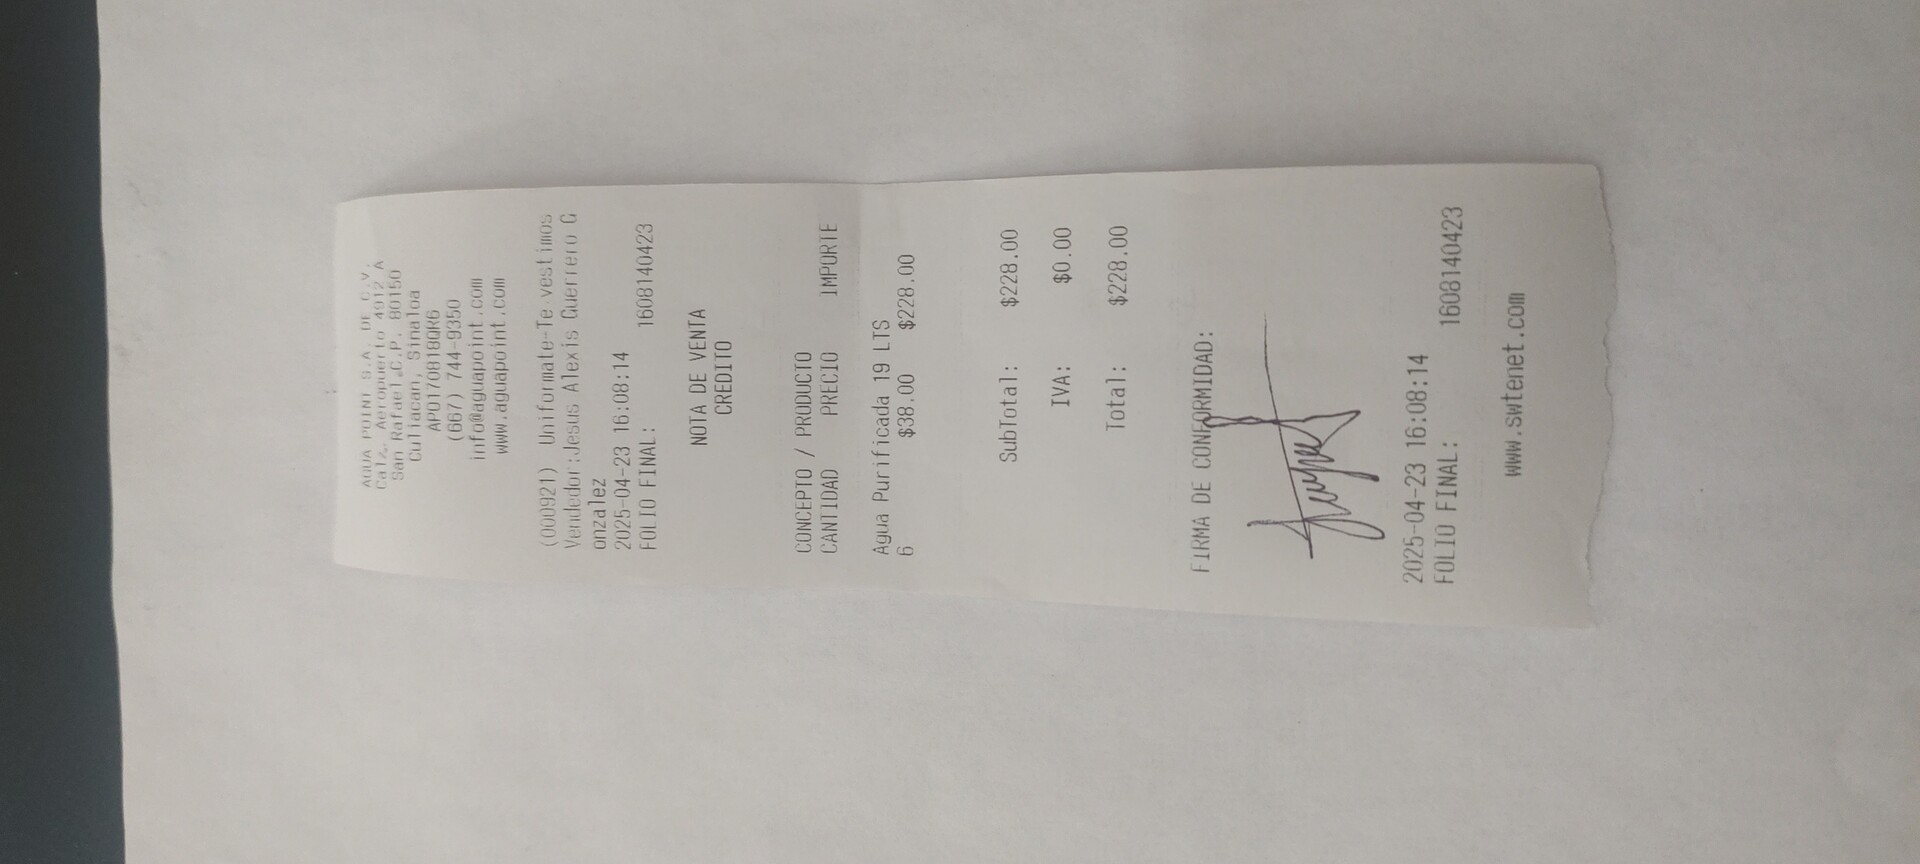 AGUA POINT S.A. DE C.V.
Calz. Aeropuerto 4912 A
San Rafael C.P. 80150
Culiacan, Sinaloa
APO170818QR6
(667) 744-9350
info@aguapoint.com
www.aguapoint.com
(000921) Uniformate-Te vestimos
Vendedor:Jesus Alexis Guerrero G
onzalez
2025-04-23 16:08:14
FOLIO FINAL: 1608140423
NOTA DE VENTA
CREDITO
CONCEPTO / PRODUCTO
CANTIDAD PRECIO IMPORTE
Agua Purificada 19 LTS
6 $38.00 $228.00
SubTotal: $228.00
IVA: $0.00
Total: $228.00
FIRMA DE CONFORMIDAD:
2025-04-23 16:08:14
FOLIO FINAL: 1608140423
www.swtenet.com